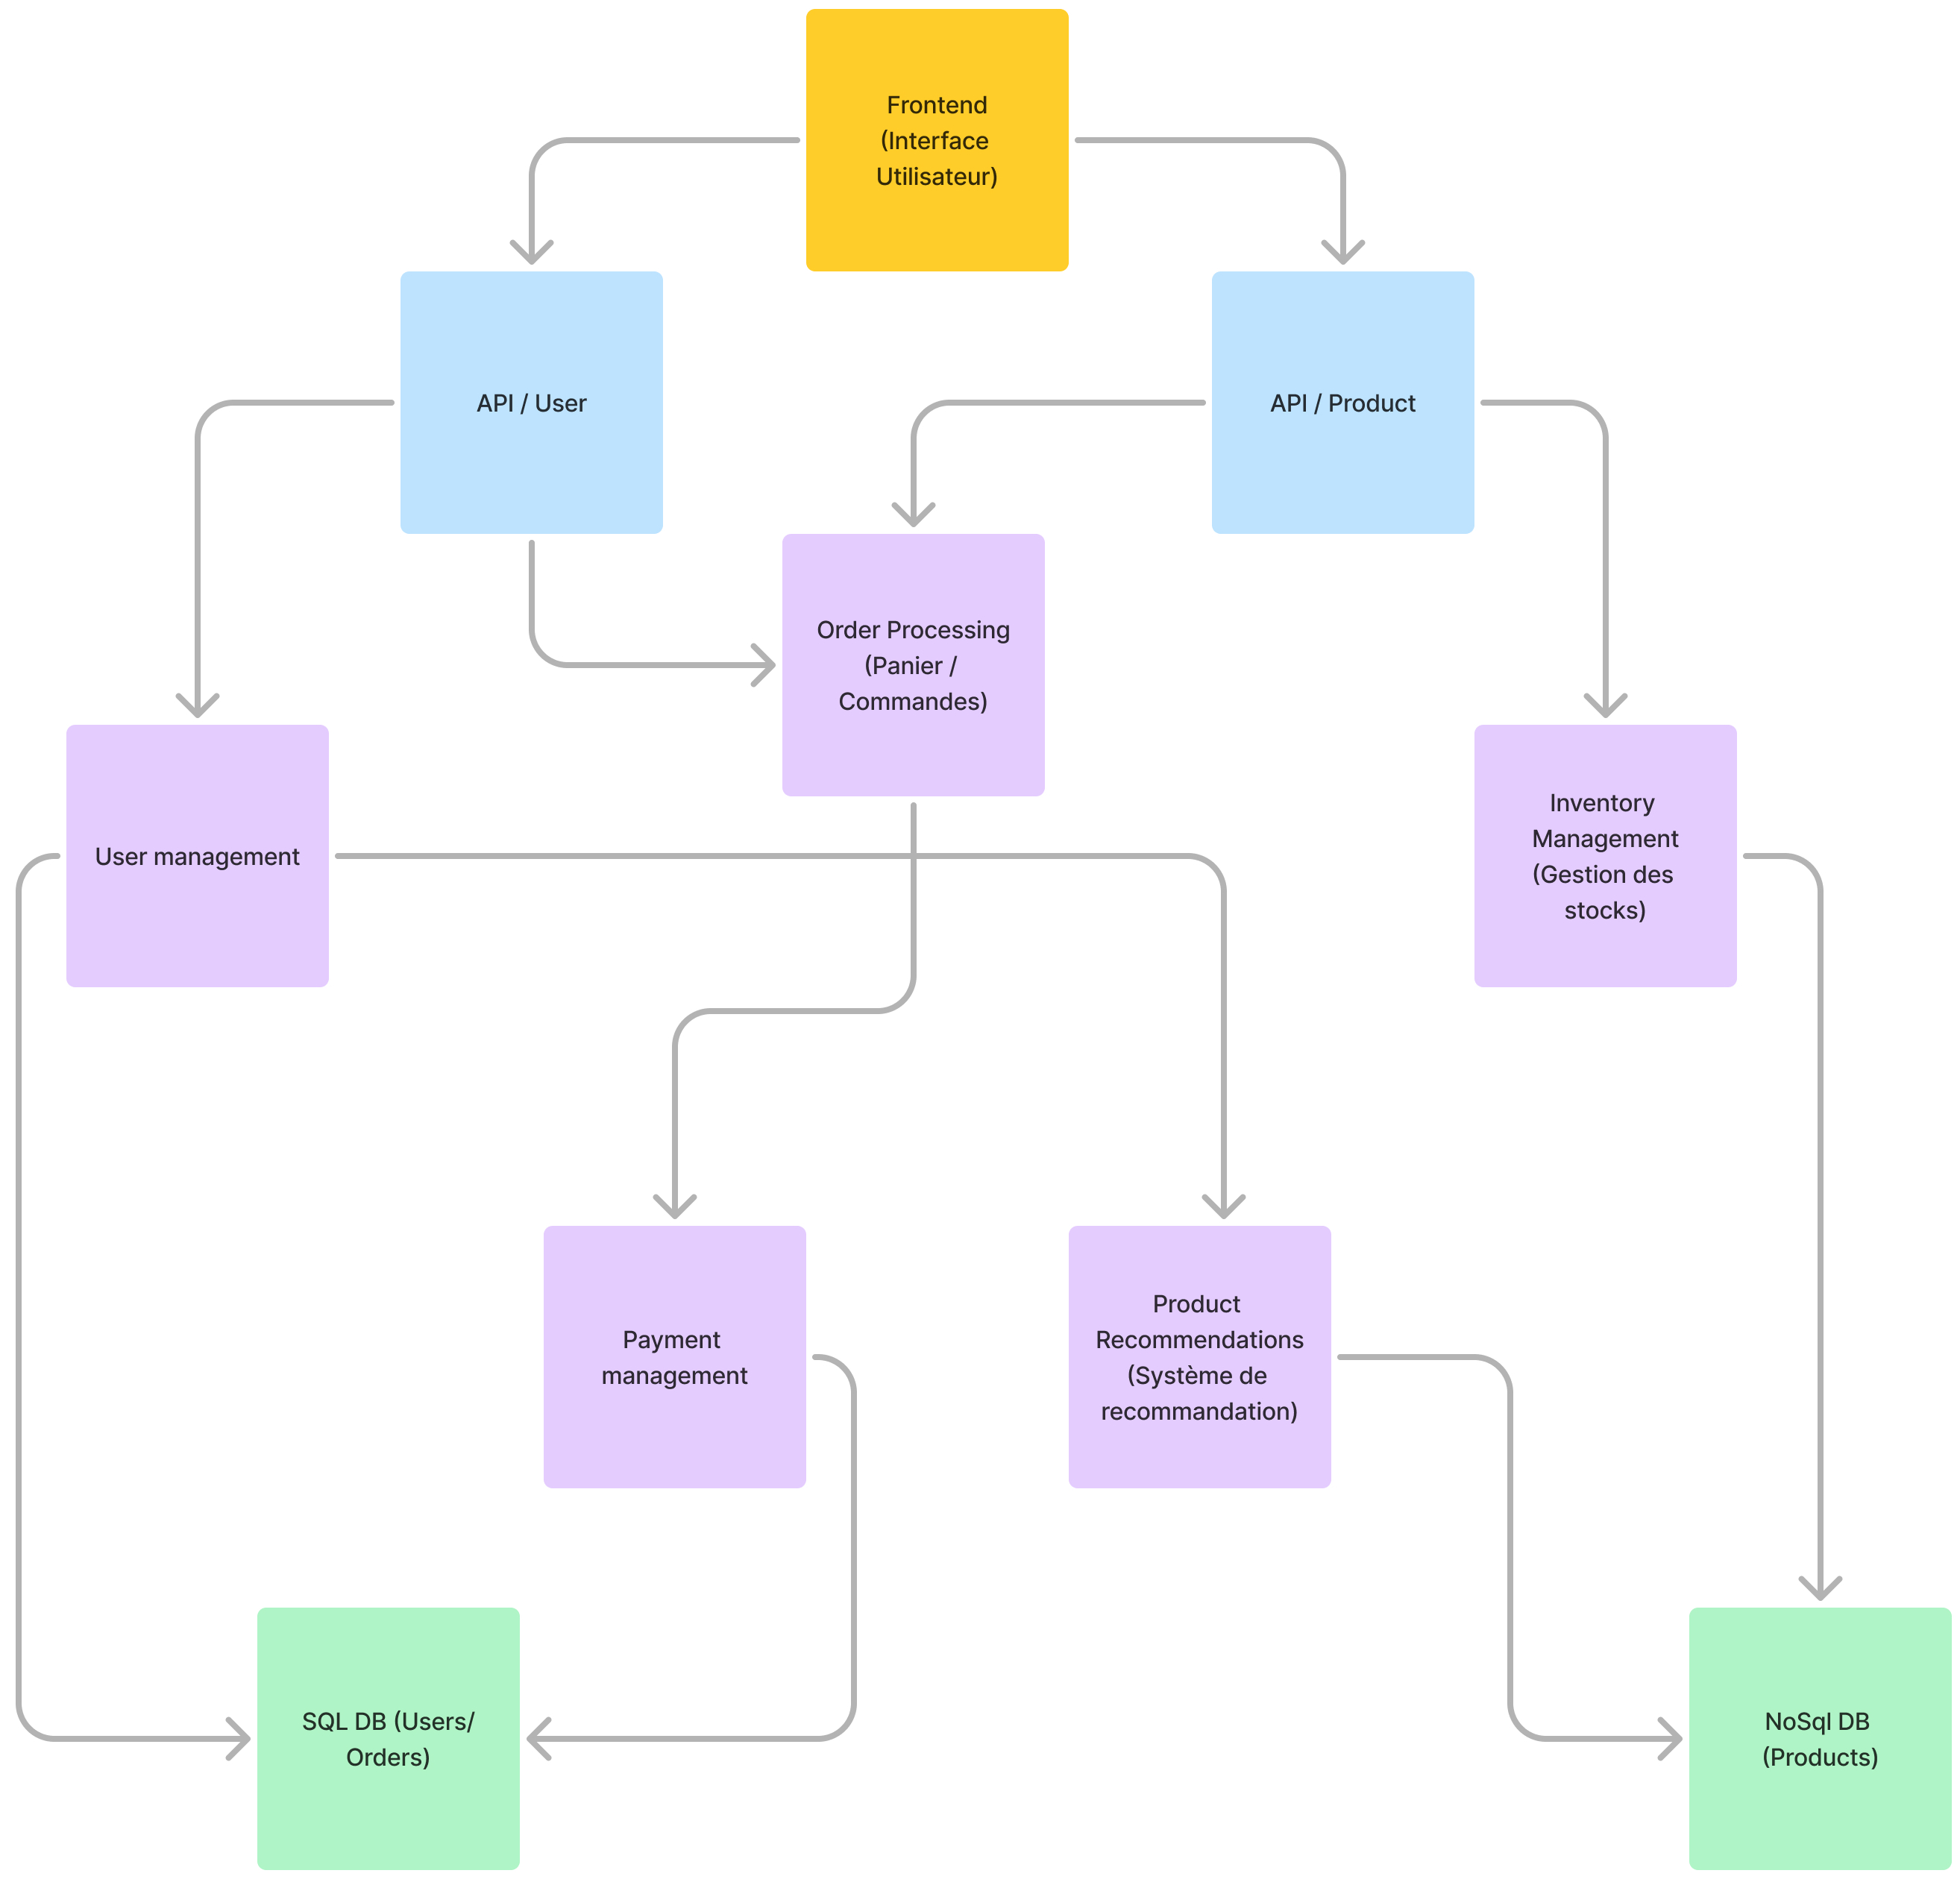 Frontend
(Interface
Utilisateur)
API / User
API / Product
Order Processing
(Panier /
Commandes)
User management
Inventory
Management
(Gestion des
stocks)
Payment
management
Product
Recommendations
(Système de
recommandation)
SQL DB (Users/
Orders)
NoSql DB
(Products)